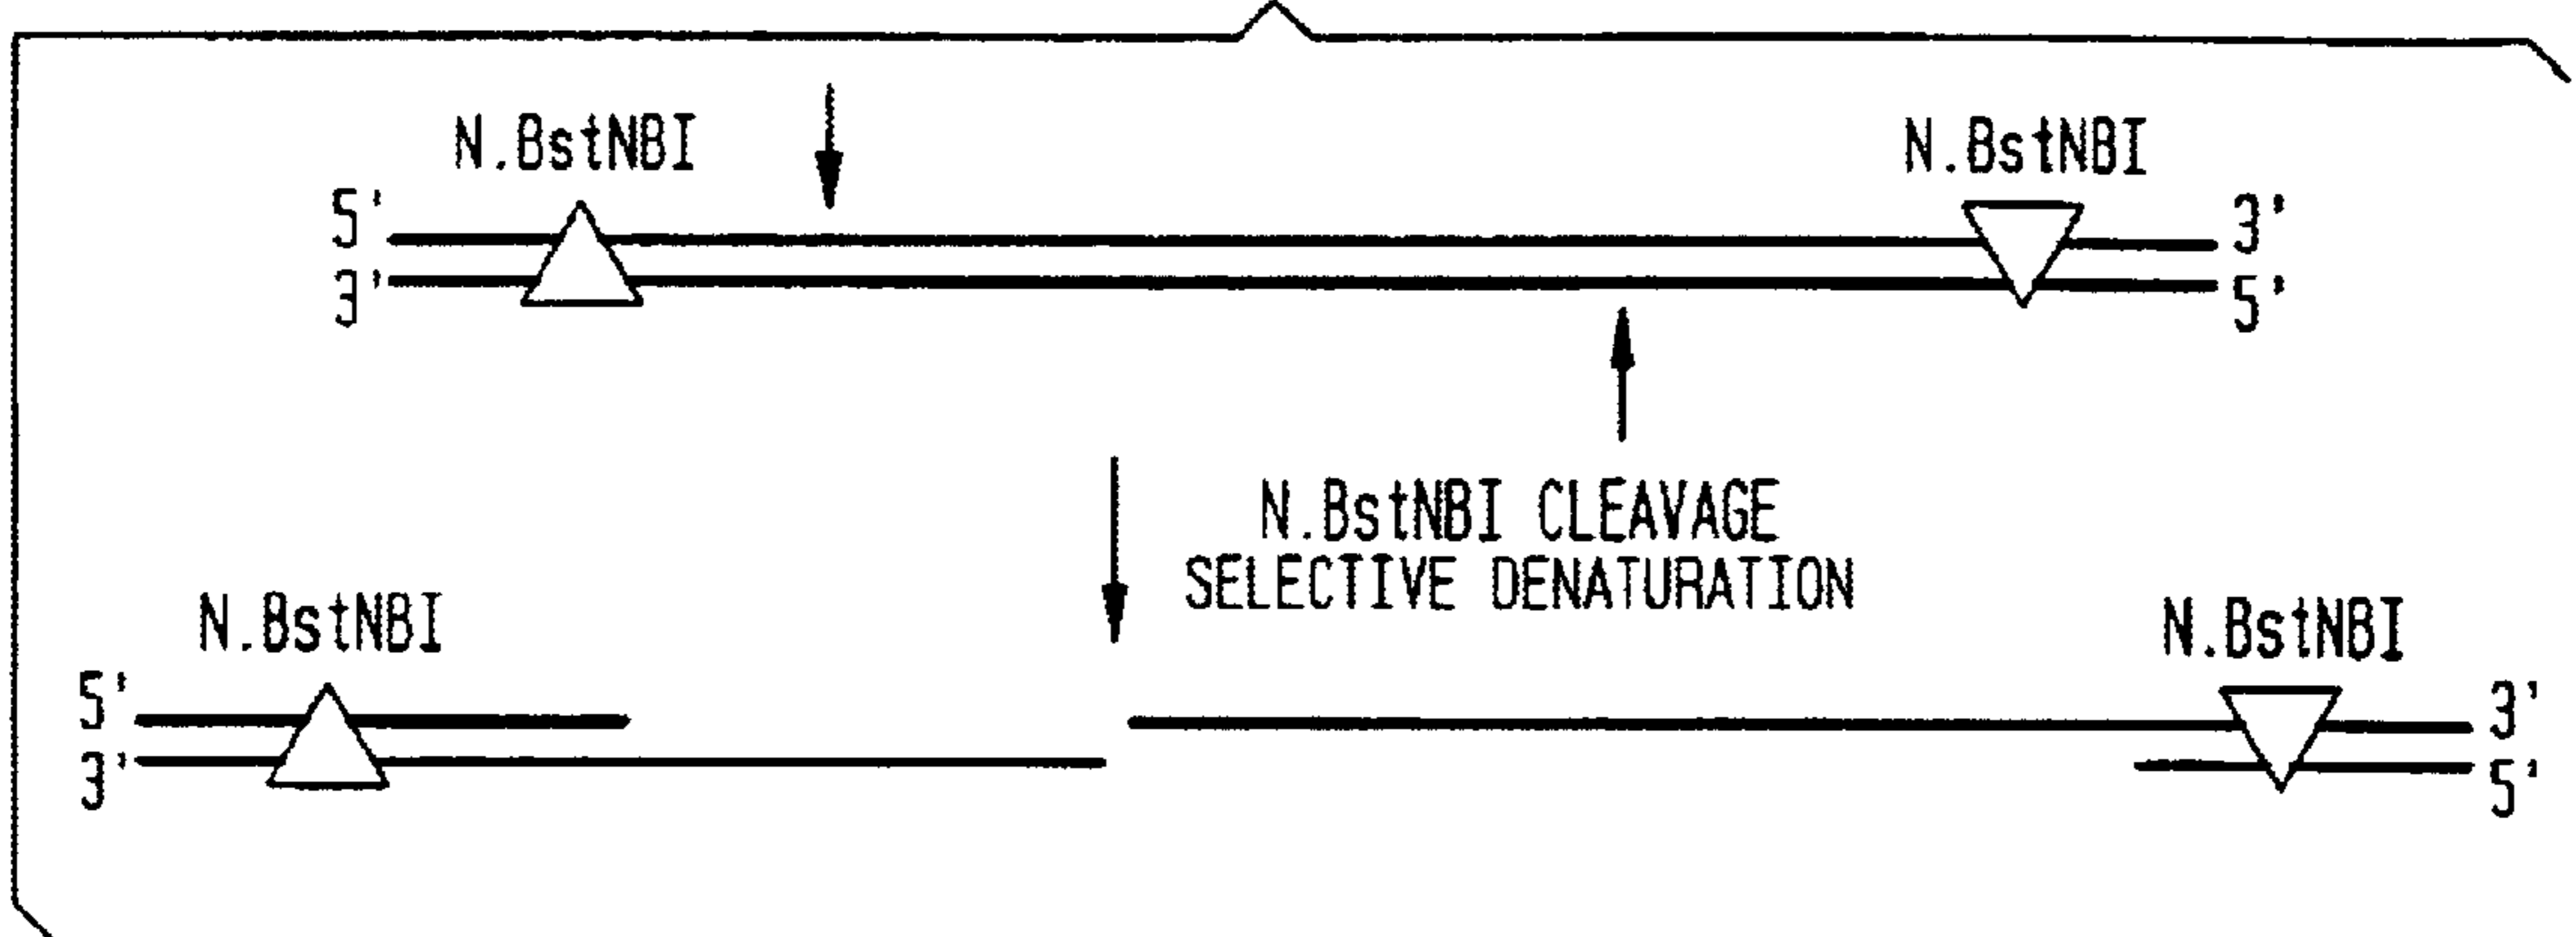 N.BstNBI N.BstNBI
5' 3'
3' 5'
N.BstNBI CLEAVAGE
SELECTIVE DENATURATION
N.BstNBI N.BstNBI
5' 3'
3' 5'